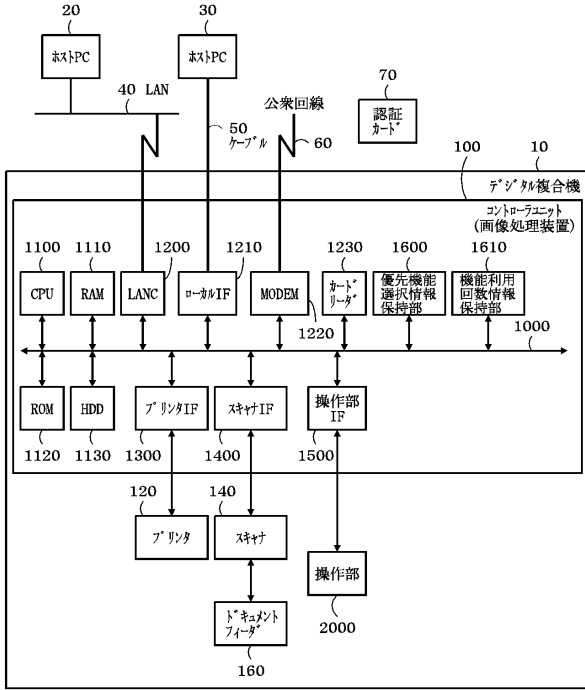 20
30
ホストPC
ホストPC
70
40 LAN
公衆回線
認証
カード
50
ケーブル
60
100
10
デジタル複合機
コントローラユニット
(画像処理装置)
1100
1110
1200
1210
1230
1600
1610
CPU
RAM
LANC
ローカルIF
MODEM
カード
リーダ
優先機能
選択情報
保持部
機能利用
回数情報
保持部
1220
1000
ROM
HDD
プリンタIF
スキャナIF
操作部
IF
1120
1130
1300
1400
1500
120
140
プリンタ
スキャナ
操作部
2000
ドキュメント
フィーダ
160